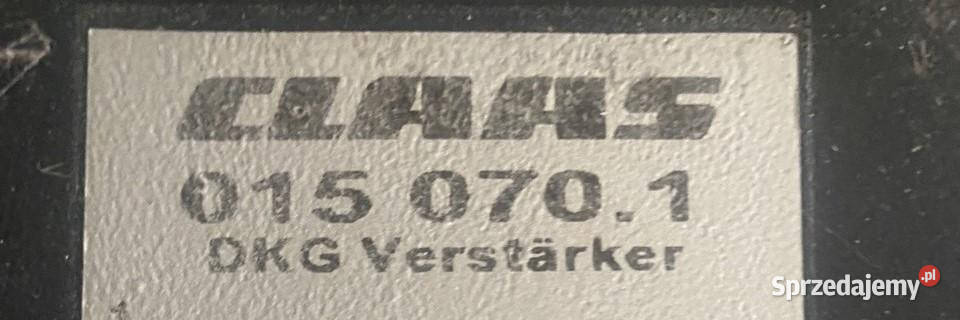 CLAAS
015 070.1
DKG Verstärker
Sprzedajemy.pl